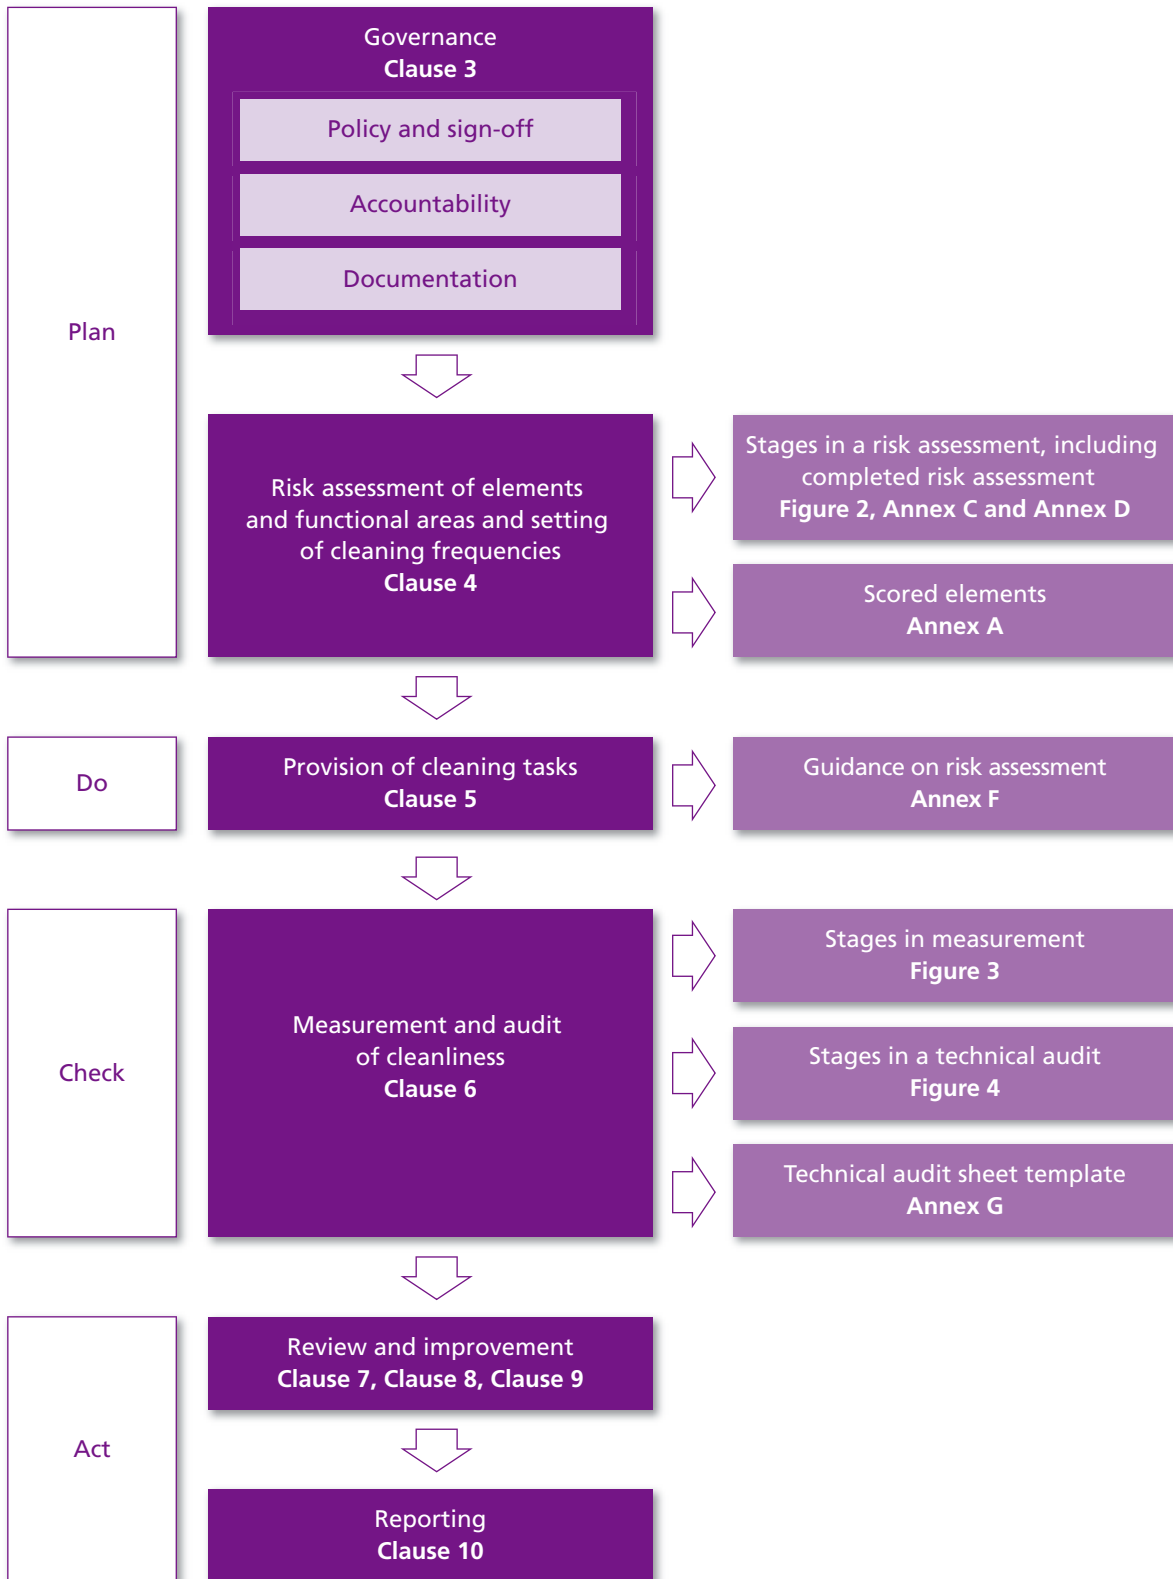 Plan
Governance
Clause 3
Policy and sign-off
Accountability
Documentation
Risk assessment of elements
and functional areas and setting
of cleaning frequencies
Clause 4
Stages in a risk assessment, including
completed risk assessment
Figure 2, Annex C and Annex D
Scored elements
Annex A
Do
Provision of cleaning tasks
Clause 5
Guidance on risk assessment
Annex F
Check
Measurement and audit
of cleanliness
Clause 6
Stages in measurement
Figure 3
Stages in a technical audit
Figure 4
Technical audit sheet template
Annex G
Act
Review and improvement
Clause 7, Clause 8, Clause 9
Reporting
Clause 10